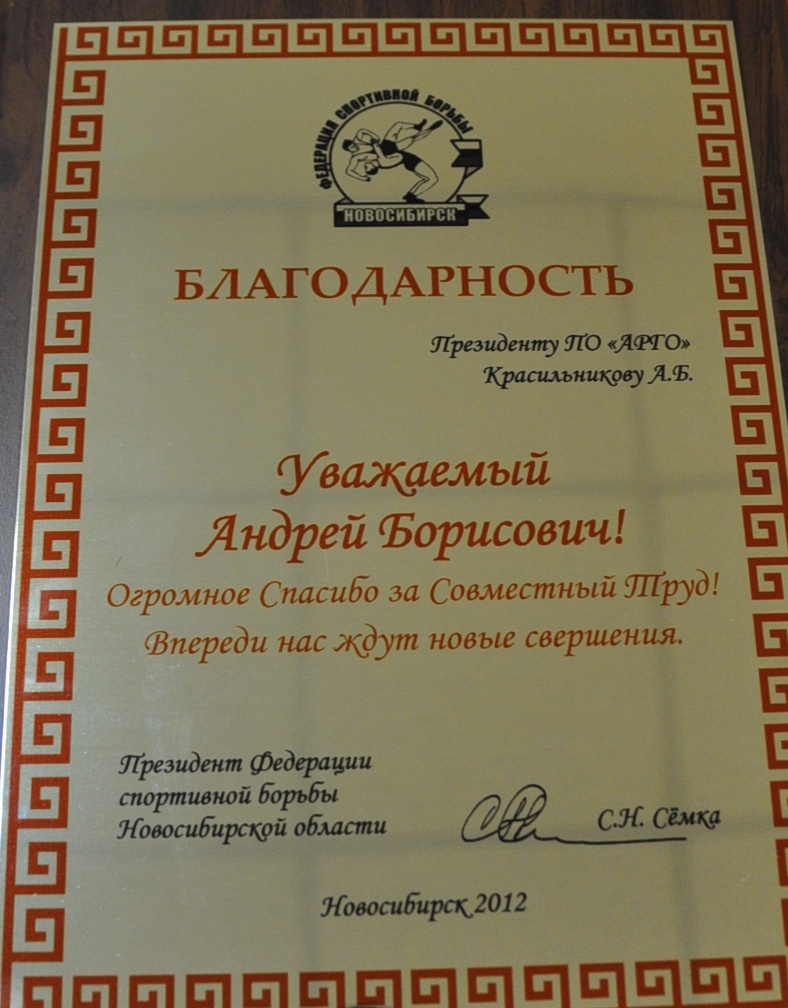 ФЕДЕРАЦИЯ СПОРТИВНОЙ БОРЬБЫ
НОВОСИБИРСК
БЛАГОДАРНОСТЬ
Президенту ПО «АРГО»
Красильникову А.Б.
Уважаемый
Андрей Борисович!
Огромное Спасибо за Совместный Труд!
Впереди нас ждут новые свершения.
Президент Федерации
спортивной борьбы
Новосибирской области
С.Н. Сёмка
Новосибирск 2012